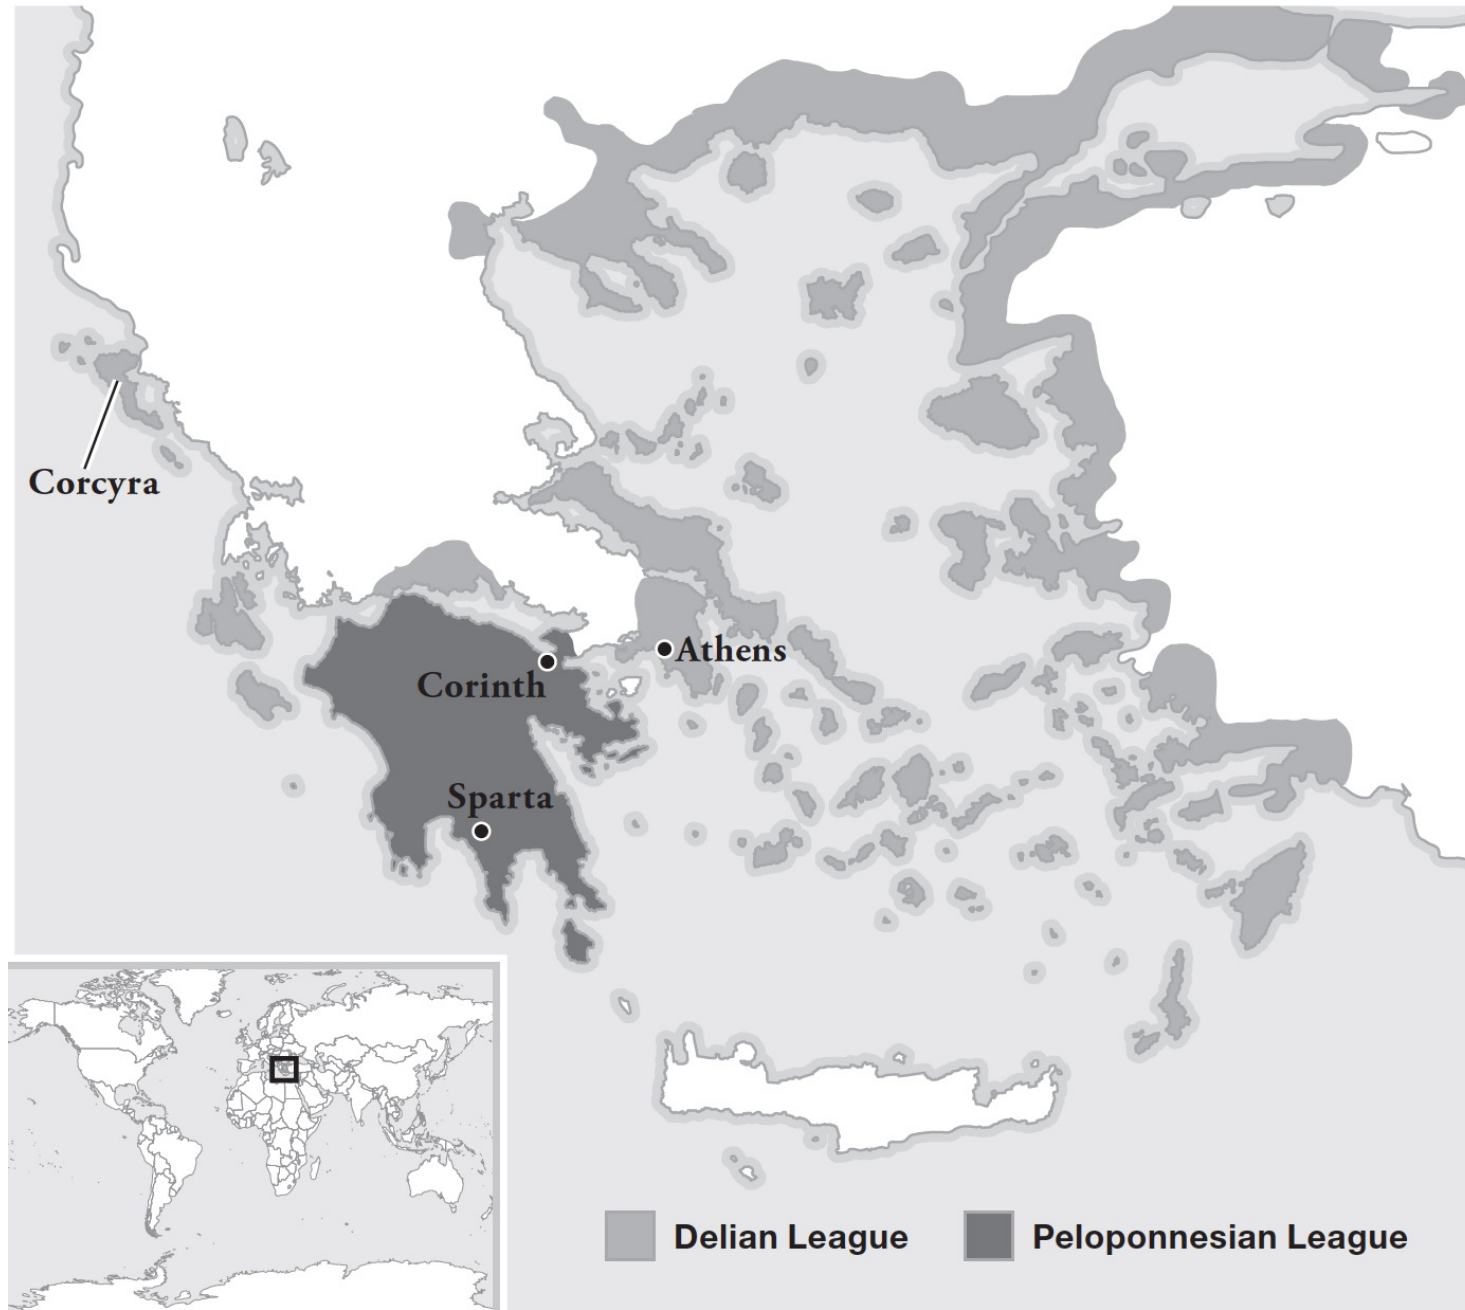 Corcyra
Athens
Corinth
Sparta
Delian League
Peloponnesian League